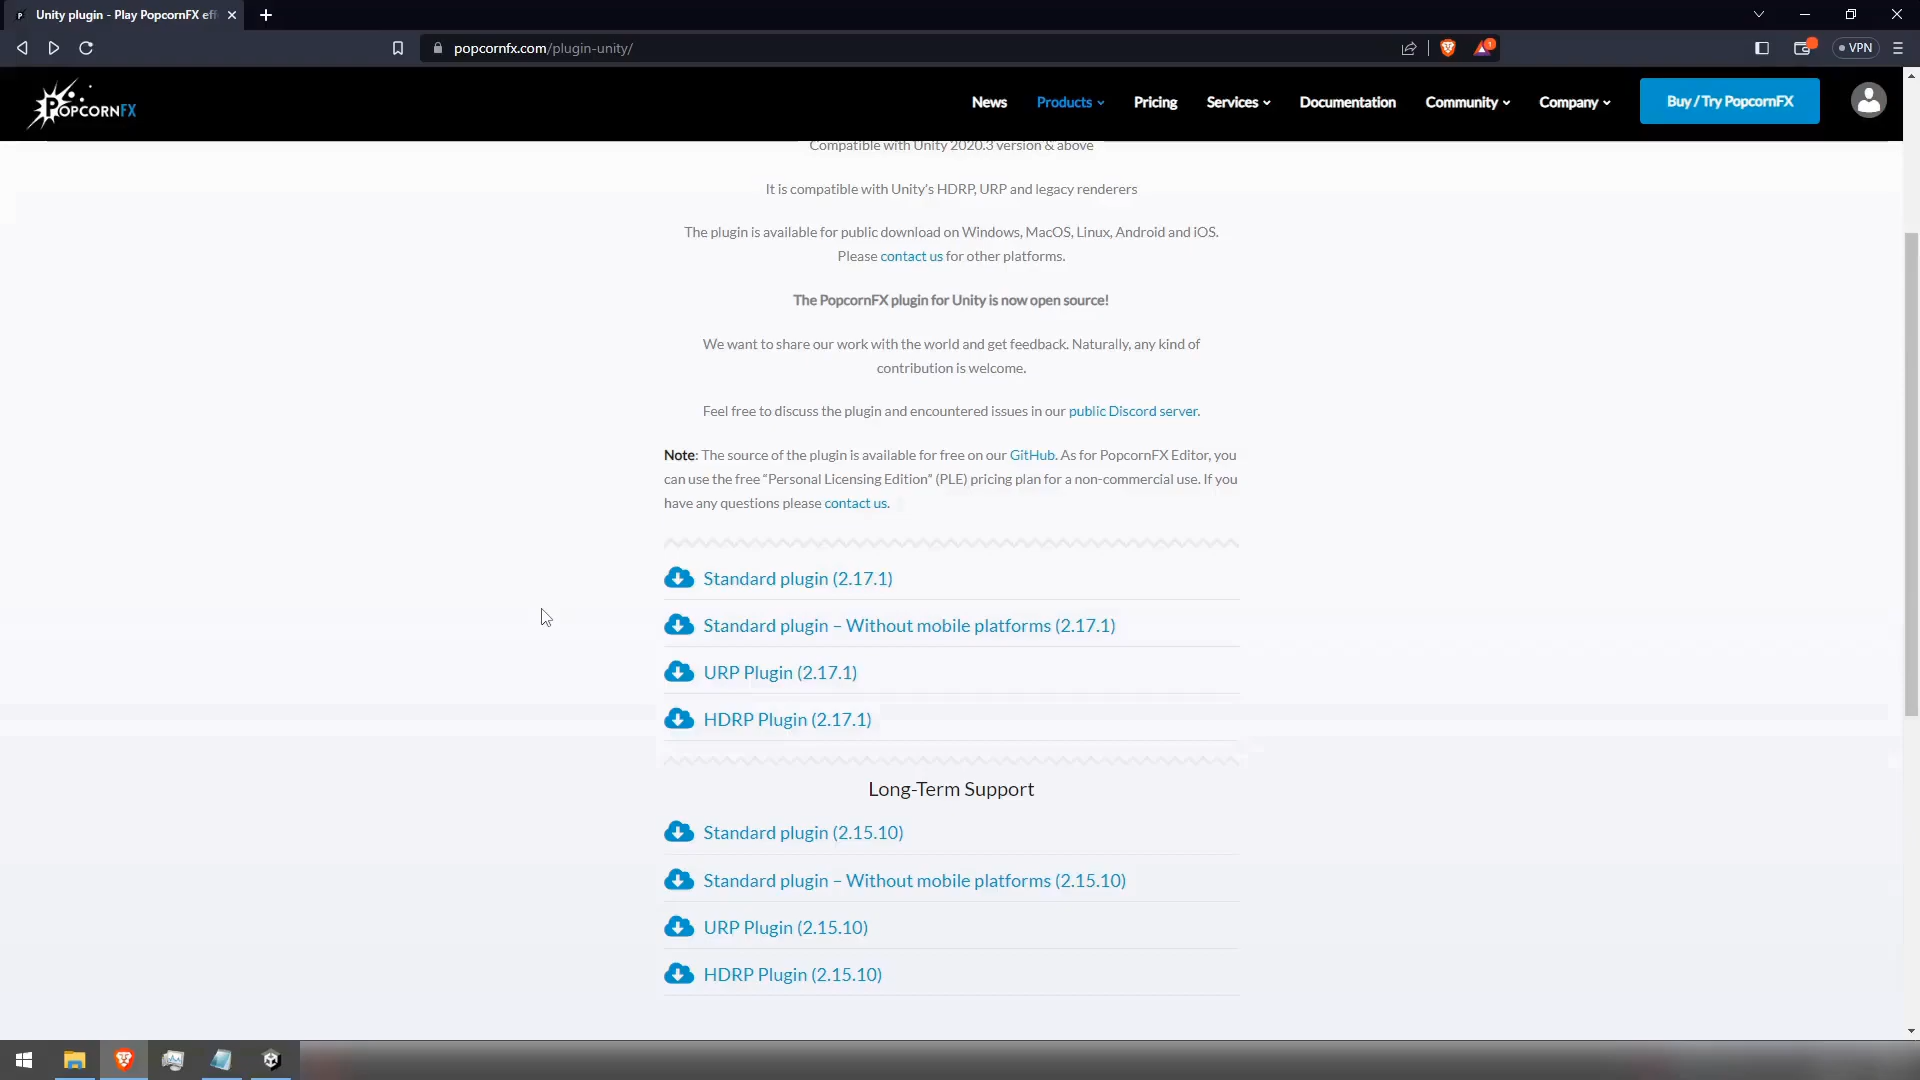 Unity plugin - Play PopcornFX eff
popcornfx.com/plugin-unity/
1
VPN
POPCORNFX
News
Products
Pricing
Services
Documentation
Community
Company
Buy / Try PopcornFX
Compatible with Unity 2020.3 version & above
It is compatible with Unity's HDRP, URP and legacy renderers
The plugin is available for public download on Windows, MacOS, Linux, Android and iOS.
Please contact us for other platforms.
The PopcornFX plugin for Unity is now open source!
We want to share our work with the world and get feedback. Naturally, any kind of
contribution is welcome.
Feel free to discuss the plugin and encountered issues in our public Discord server.
Note: The source of the plugin is available for free on our GitHub. As for PopcornFX Editor, you
can use the free “Personal Licensing Edition” (PLE) pricing plan for a non-commercial use. If you
have any questions please contact us.
Standard plugin (2.17.1)
Standard plugin – Without mobile platforms (2.17.1)
URP Plugin (2.17.1)
HDRP Plugin (2.17.1)
Long-Term Support
Standard plugin (2.15.10)
Standard plugin – Without mobile platforms (2.15.10)
URP Plugin (2.15.10)
HDRP Plugin (2.15.10)